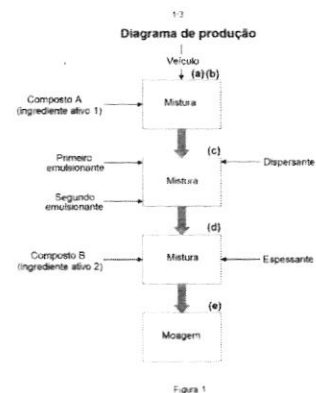 1/3
Diagrama de produção
Veículo
(a)(b)
Composto A
(ingrediente ativo 1)
Mistura
(c)
Primeiro
emulsionante
Dispersante
Mistura
Segundo
emulsionante
(d)
Composto B
(ingrediente ativo 2)
Mistura
Espessante
(e)
Moagem
Figura 1